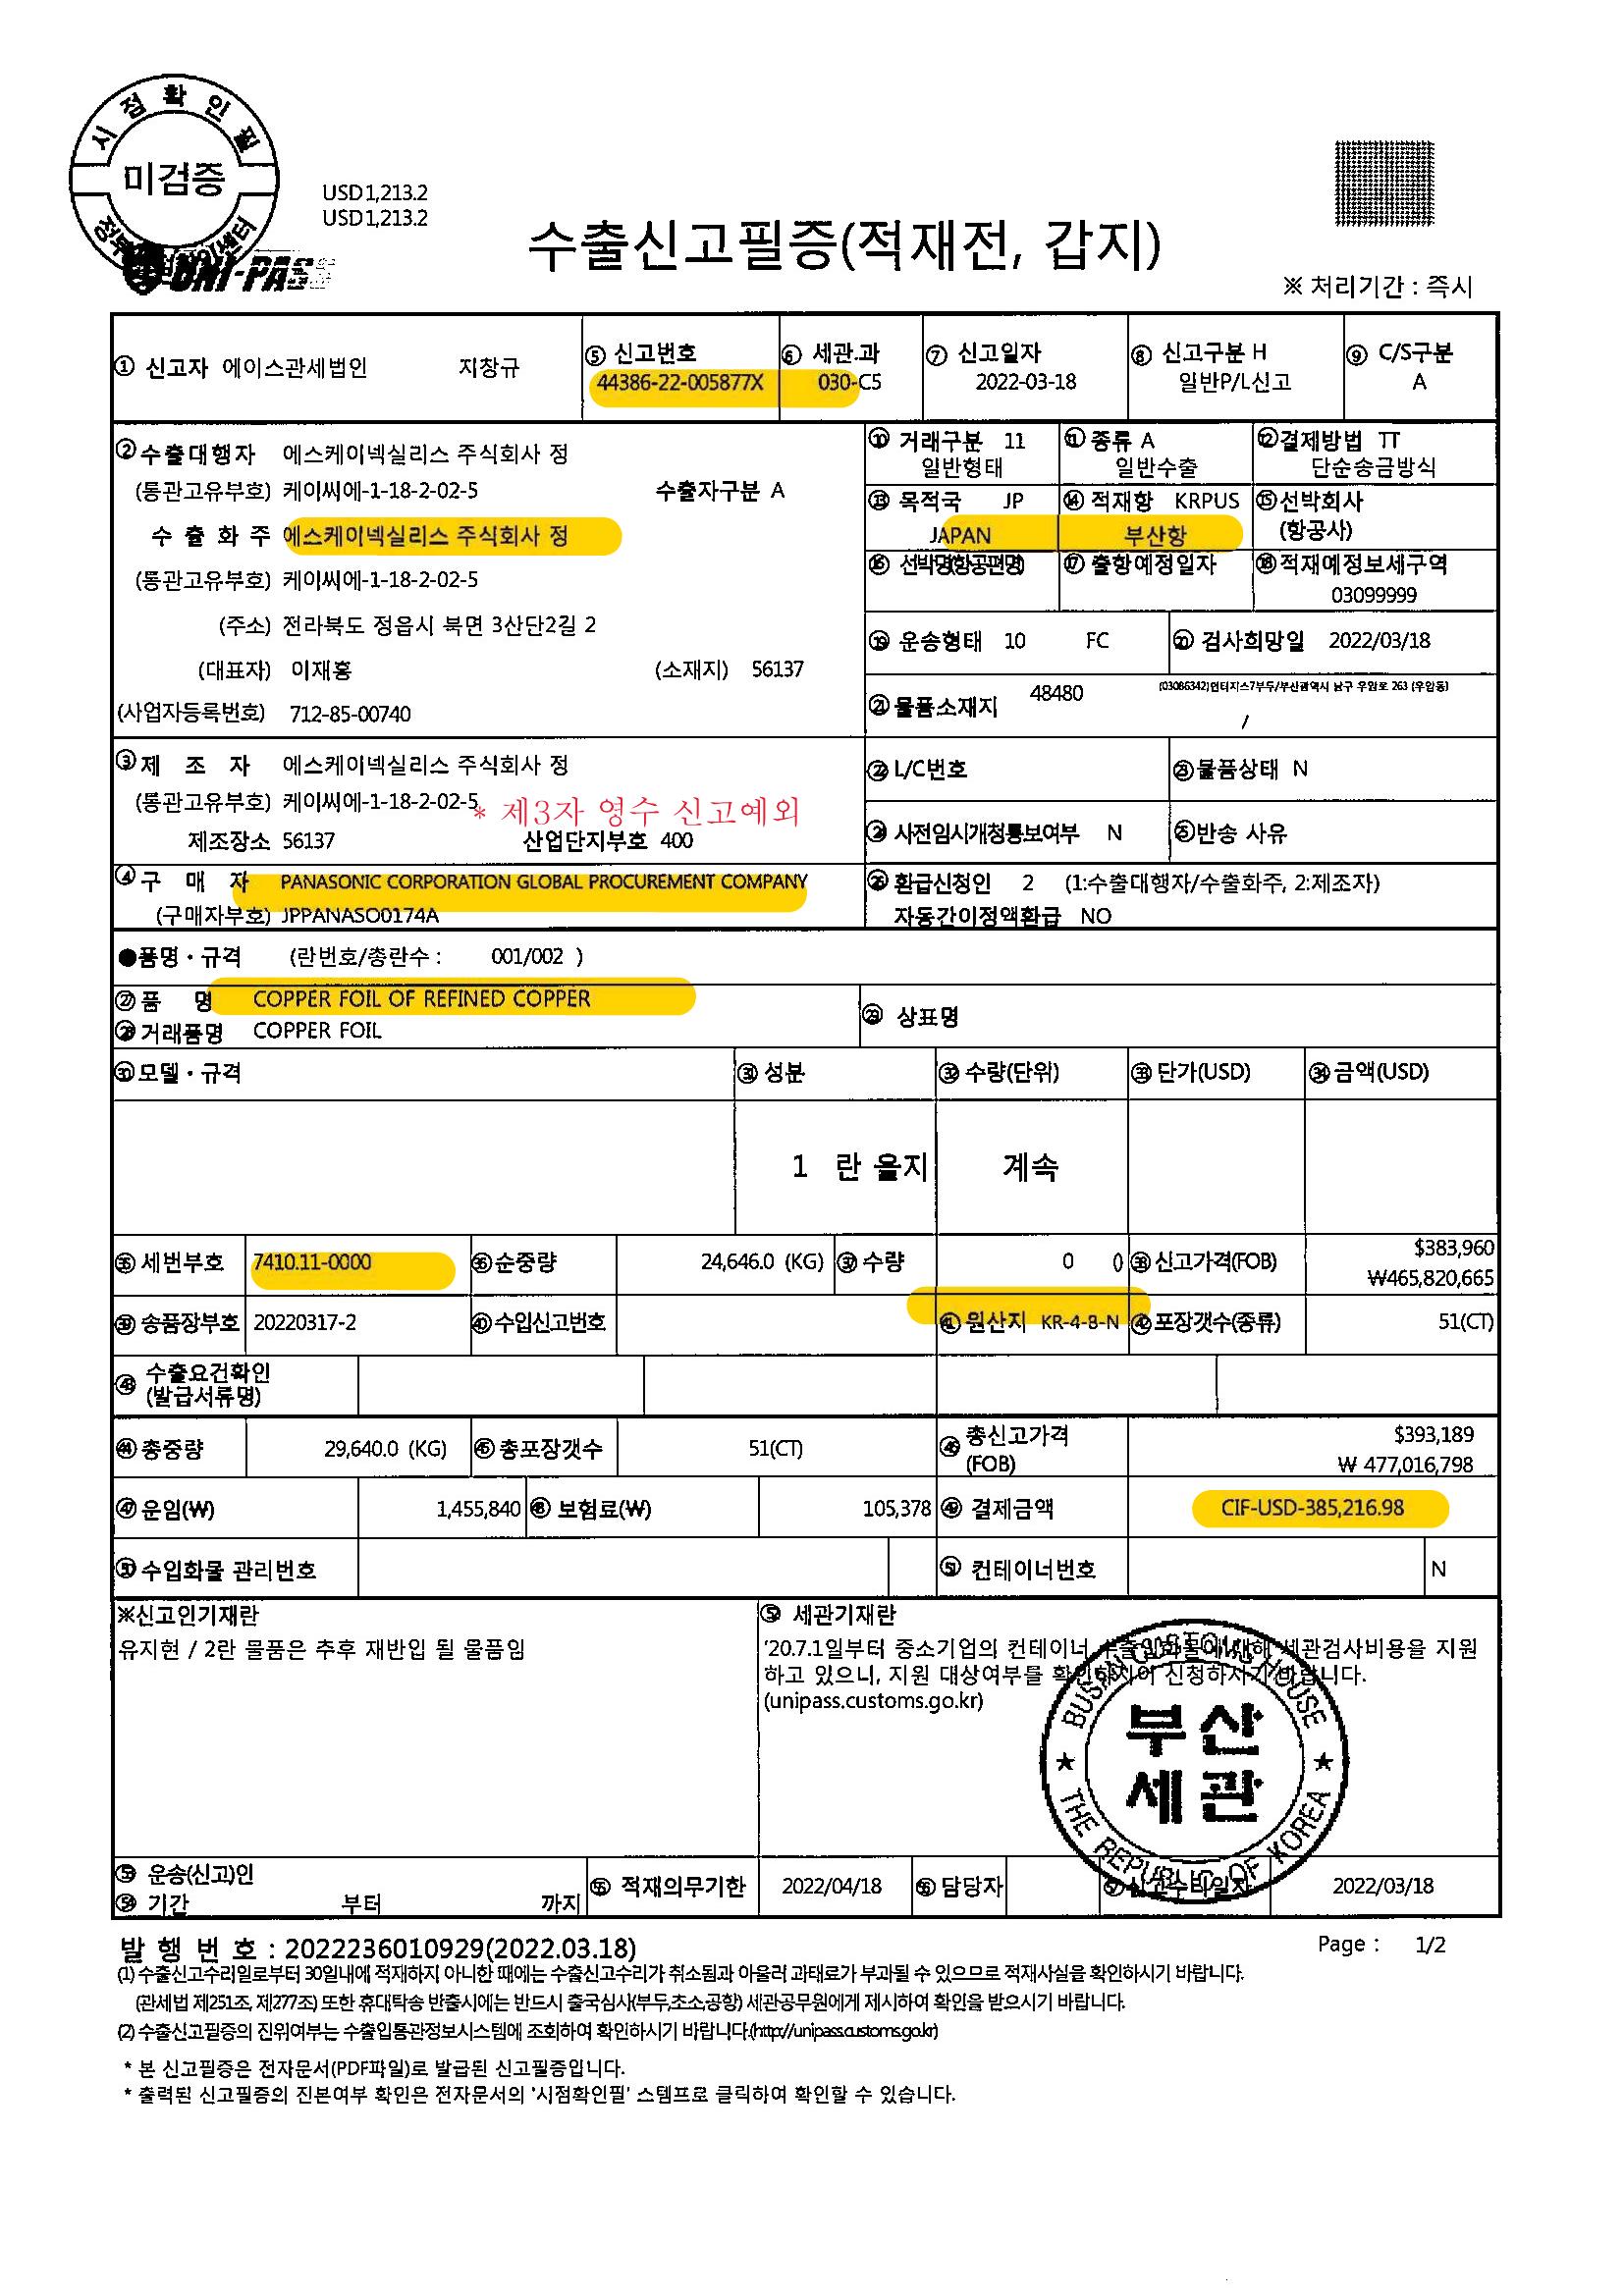 시점확인필
미검증
USD1,213.2
USD1,213.2
UNI-PASS
수출신고필증(적재전, 갑지)
※ 처리기간 : 즉시
① 신고자 에이스관세법인 지창규
⑤ 신고번호
44386-22-005877X
⑥ 세관.과
030-C5
⑦ 신고일자
2022-03-18
⑧ 신고구분 H
일반P/L신고
⑨ C/S구분
A
② 수출대행자 에스케이넥실리스 주식회사 정
(통관고유부호) 케이씨에-1-18-2-02-5 수출자구분 A
수 출 화 주 에스케이넥실리스 주식회사 정
(통관고유부호) 케이씨에-1-18-2-02-5
(주소) 전라북도 정읍시 북면 3산단2길 2
(대표자) 이재홍 (소재지) 56137
(사업자등록번호) 712-85-00740
⑩ 거래구분 11
일반형태
⑪ 종류 A
일반수출
⑫ 결제방법 TT
단순송금방식
⑬ 목적국 JP
JAPAN
⑭ 적재항 KRPUS
부산항
⑮ 선박회사
(항공사)
⑯ 선박명(항공편명)
⑰ 출항예정일자
⑱ 적재예정보세구역
03099999
⑲ 운송형태 10 FC
⑳ 검사희망일 2022/03/18
㉑ 물품소재지 48480 (03086342)인터지스7부두/부산광역시 남구 우암로 263 (우암동)
/
③ 제 조 자 에스케이넥실리스 주식회사 정
(통관고유부호) 케이씨에-1-18-2-02-5
* 제3자 영수 신고예외
제조장소 56137 산업단지부호 400
㉒ L/C번호
㉓ 물품상태 N
㉔ 사전임시개청통보여부 N
㉕ 반송 사유
④ 구 매 자 PANASONIC CORPORATION GLOBAL PROCUREMENT COMPANY
(구매자부호) JPPANASO0174A
㉖ 환급신청인 2 (1:수출대행자/수출화주, 2:제조자)
자동간이정액환급 NO
●품명・규격 (란번호/총란수 : 001/002 )
㉗ 품 명 COPPER FOIL OF REFINED COPPER
㉘ 거래품명 COPPER FOIL
㉙ 상표명
㉚ 모델・규격
㉛ 성분
㉜ 수량(단위)
㉝ 단가(USD)
㉞ 금액(USD)
1 란 을지 계속
㉟ 세번부호 7410.11-0000
㊱ 순중량 24,646.0 (KG)
㊲ 수량 0 0
㊳ 신고가격(FOB) $383,960
₩465,820,665
㊴ 송품장부호 20220317-2
㊵ 수입신고번호
㊶ 원산지 KR-4-B-N
㊷ 포장갯수(종류) 51(CT)
㊸ 수출요건확인
(발급서류명)
㊹ 총중량 29,640.0 (KG)
㊺ 총포장갯수 51(CT)
㊻ 총신고가격
(FOB)
$393,189
₩ 477,016,798
㊼ 운임(₩) 1,455,840
㊽ 보험료(₩) 105,378
㊾ 결제금액 CIF-USD-385,216.98
㊿ 수입화물 관리번호
51 컨테이너번호 N
※신고인기재란
유지현 / 2란 물품은 추후 재반입 될 물품임
52 세관기재란
'20.7.1일부터 중소기업의 컨테이너 수출입화물에 대해 세관검사비용을 지원
하고 있으니, 지원 대상여부를 확인하시어 신청하시기 바랍니다.
(unipass.customs.go.kr)
BUSAN CUSTOMS HOUSE
부산
세관
THE REPUBLIC OF KOREA
53 운송(신고)인
54 기간 부터 까지
55 적재의무기한 2022/04/18
56 담당자
57 신고수리일자 2022/03/18
발 행 번 호 : 2022236010929(2022.03.18)
Page : 1/2
(1) 수출신고수리일로부터 30일내에 적재하지 아니한 때에는 수출신고수리가 취소됨과 아울러 과태료가 부과될 수 있으므로 적재사실을 확인하시기 바랍니다.
(관세법 제251조, 제277조) 또한 휴대탁송 반출시에는 반드시 출국심사(부두,초소,공항) 세관공무원에게 제시하여 확인을 받으시기 바랍니다.
(2) 수출신고필증의 진위여부는 수출입통관정보시스템에 조회하여 확인하시기 바랍니다.(http://unipass.customs.go.kr)
* 본 신고필증은 전자문서(PDF파일)로 발급된 신고필증입니다.
* 출력된 신고필증의 진본여부 확인은 전자문서의 '시점확인필' 스탬프로 클릭하여 확인할 수 있습니다.